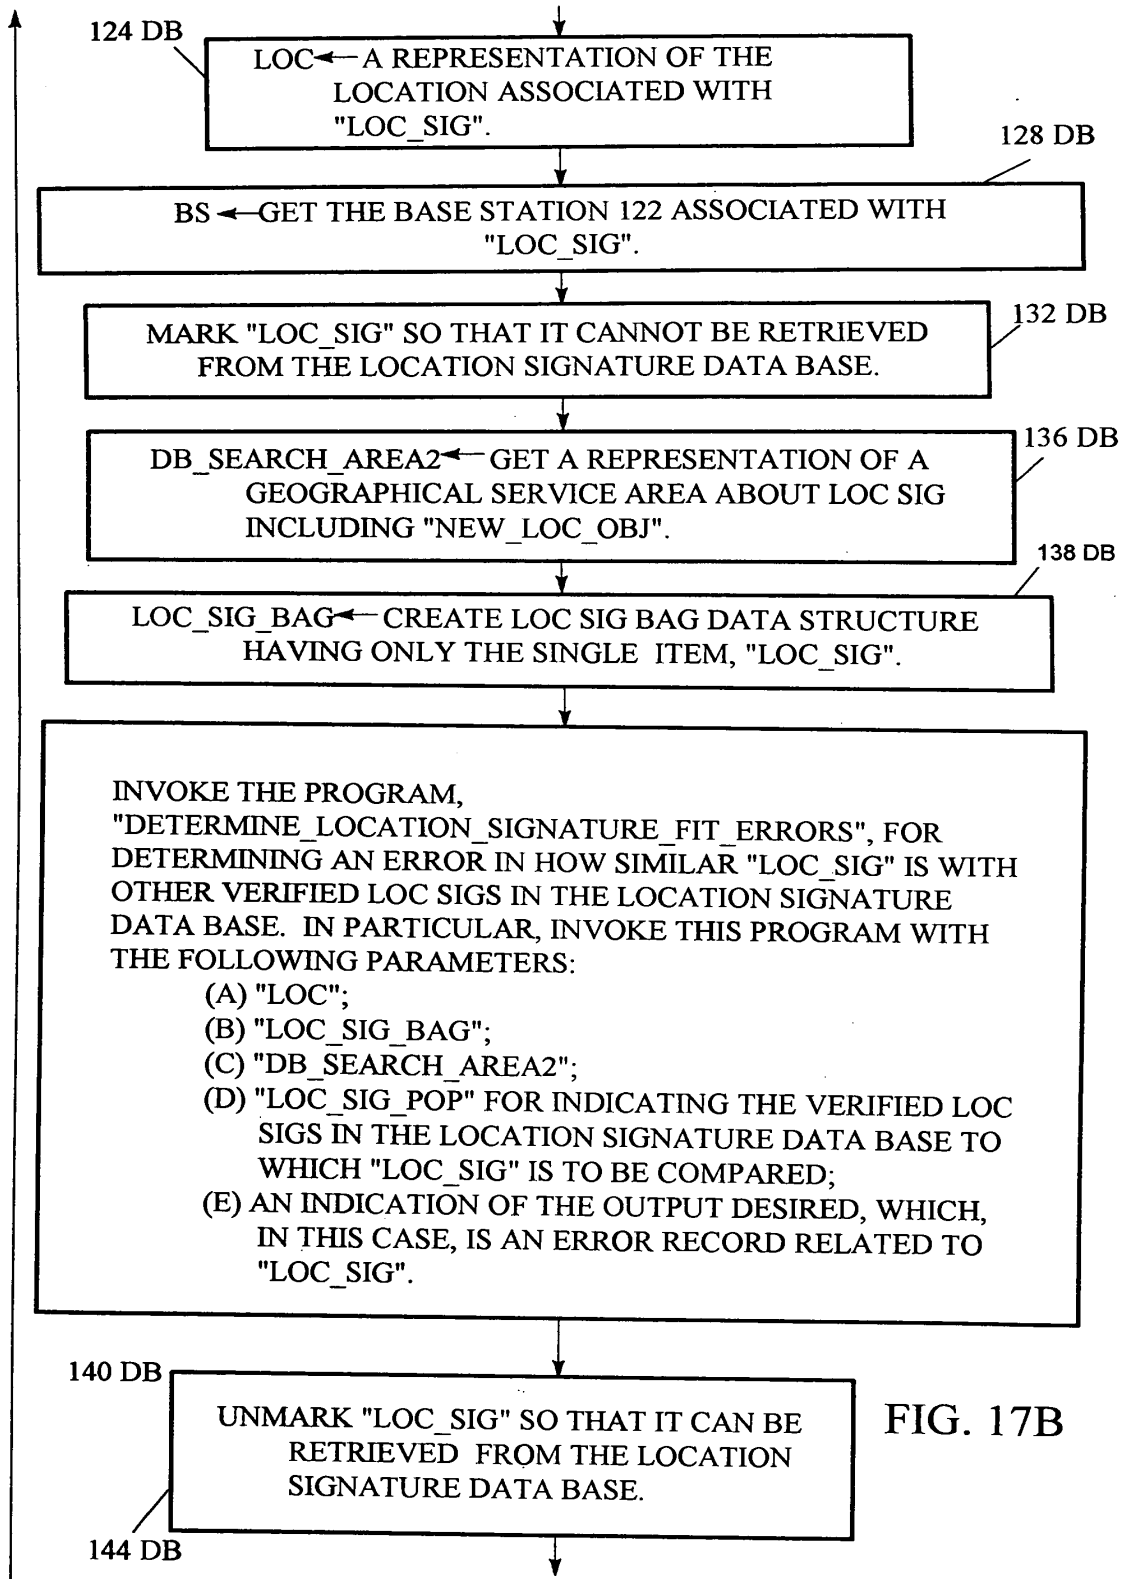 124 DB
LOC← A REPRESENTATION OF THE
LOCATION ASSOCIATED WITH
"LOC_SIG".
128 DB
BS ←GET THE BASE STATION 122 ASSOCIATED WITH
"LOC_SIG".
132 DB
MARK "LOC_SIG" SO THAT IT CANNOT BE RETRIEVED
FROM THE LOCATION SIGNATURE DATA BASE.
136 DB
DB_SEARCH_AREA2← GET A REPRESENTATION OF A
GEOGRAPHICAL SERVICE AREA ABOUT LOC SIG
INCLUDING "NEW_LOC_OBJ".
138 DB
LOC_SIG_BAG← CREATE LOC SIG BAG DATA STRUCTURE
HAVING ONLY THE SINGLE ITEM, "LOC_SIG".
INVOKE THE PROGRAM,
"DETERMINE_LOCATION_SIGNATURE_FIT_ERRORS", FOR
DETERMINING AN ERROR IN HOW SIMILAR "LOC_SIG" IS WITH
OTHER VERIFIED LOC SIGS IN THE LOCATION SIGNATURE
DATA BASE. IN PARTICULAR, INVOKE THIS PROGRAM WITH
THE FOLLOWING PARAMETERS:
(A) "LOC";
(B) "LOC_SIG_BAG";
(C) "DB_SEARCH_AREA2";
(D) "LOC_SIG_POP" FOR INDICATING THE VERIFIED LOC
SIGS IN THE LOCATION SIGNATURE DATA BASE TO
WHICH "LOC_SIG" IS TO BE COMPARED;
(E) AN INDICATION OF THE OUTPUT DESIRED, WHICH,
IN THIS CASE, IS AN ERROR RECORD RELATED TO
"LOC_SIG".
140 DB
UNMARK "LOC_SIG" SO THAT IT CAN BE
RETRIEVED FROM THE LOCATION
SIGNATURE DATA BASE.
144 DB
FIG. 17B